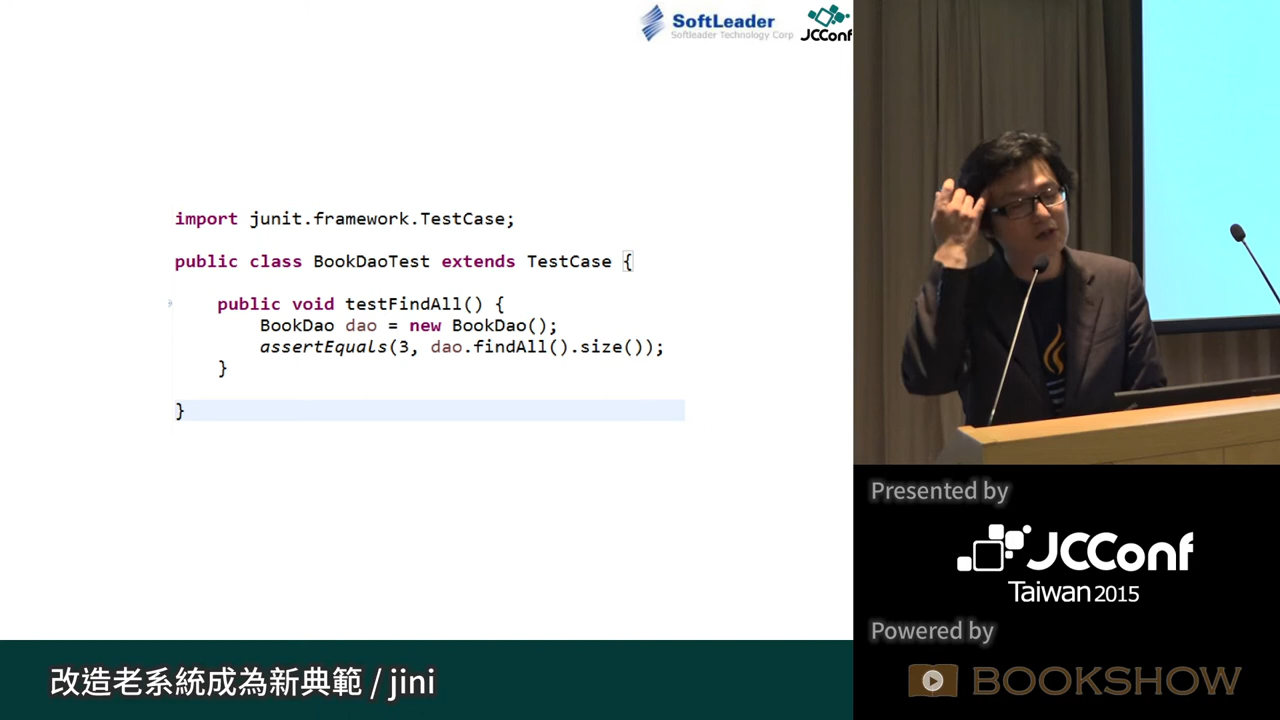 SoftLeader
Softleader Technology Corp
JCConf
import junit.framework.TestCase;
public class BookDaoTest extends TestCase {
public void testFindAll() {
BookDao dao = new BookDao();
assertEquals(3, dao.findAll().size());
}
}
Presented by
JCConf
Taiwan 2015
Powered by
BOOKSHOW
改造老系統成為新典範 / jini